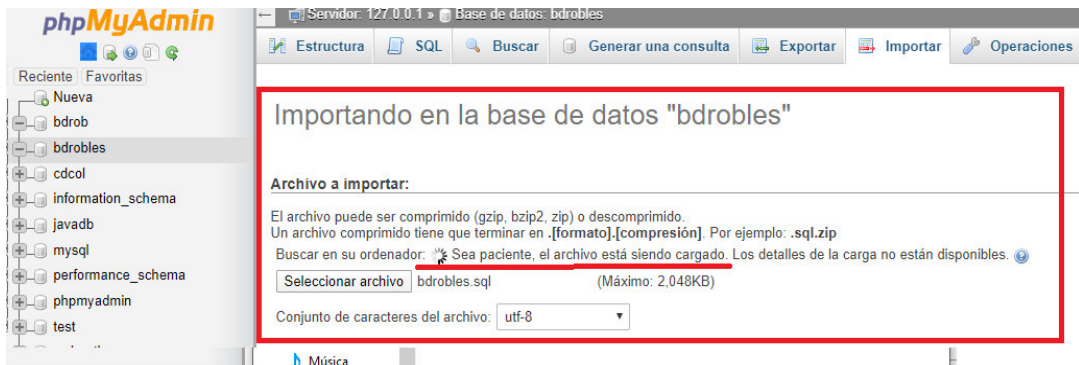 phpMyAdmin
Reciente Favoritas
Nueva
bdrob
bdrobles
cdcol
information_schema
javadb
mysql
performance_schema
phpmyadmin
test
Servidor: 127.0.0.1 » Base de datos: bdrobles
Estructura SQL Buscar Generar una consulta Exportar Importar Operaciones
Importando en la base de datos "bdrobles"
Archivo a importar:
El archivo puede ser comprimido (gzip, bzip2, zip) o descomprimido.
Un archivo comprimido tiene que terminar en .[formato].[compresión]. Por ejemplo: .sql.zip
Buscar en su ordenador: Sea paciente, el archivo está siendo cargado. Los detalles de la carga no están disponibles.
Seleccionar archivo bdrobles.sql (Máximo: 2,048KB)
Conjunto de caracteres del archivo: utf-8
Música